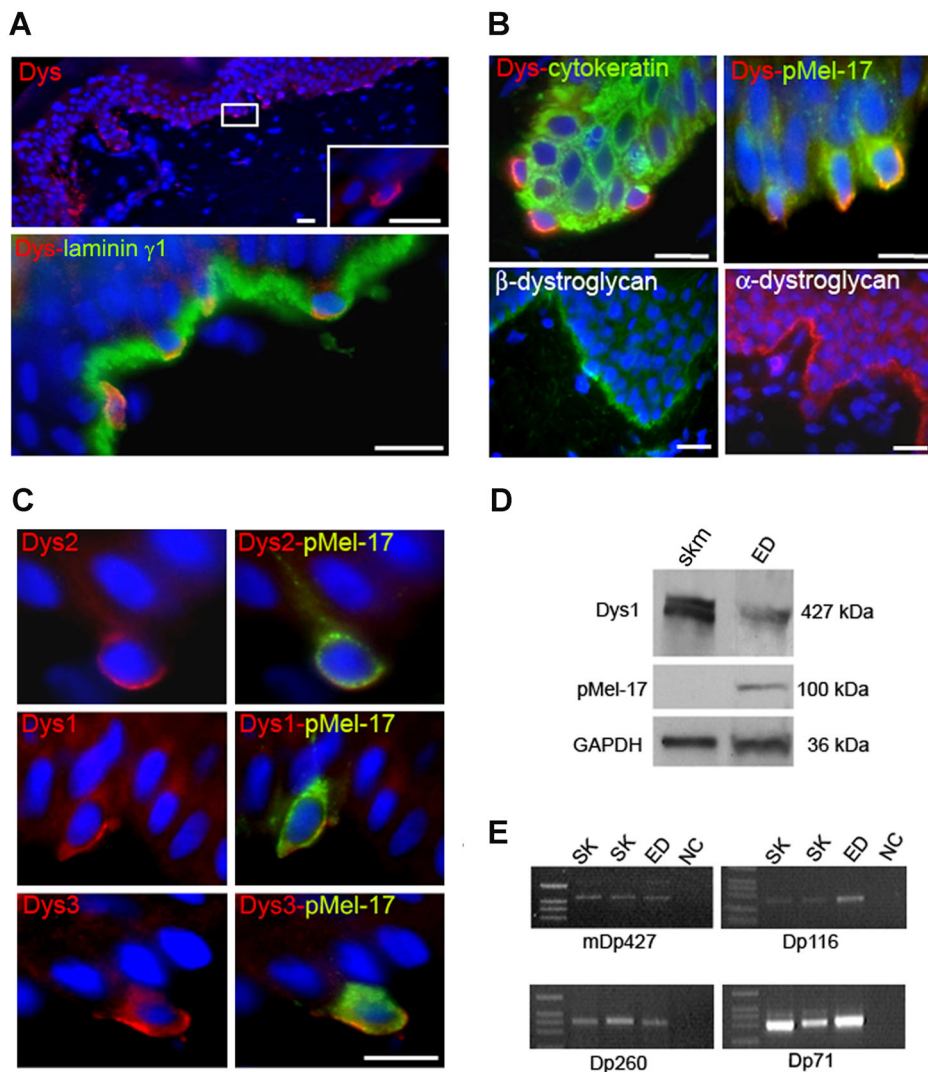 A
Dys
Dys-laminin γ1
B
Dys-cytokeratin
Dys-pMel-17
β-dystroglycan
α-dystroglycan
C
Dys2
Dys2-pMel-17
Dys1
Dys1-pMel-17
Dys3
Dys3-pMel-17
D
skm ED
Dys1 427 kDa
pMel-17 100 kDa
GAPDH 36 kDa
E
SK SK ED NC
mDp427
SK SK ED NC
Dp116
Dp260
Dp71